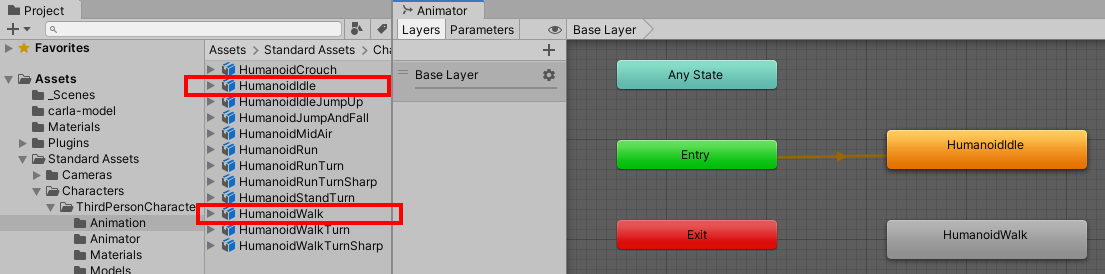 Project
Favorites
Assets
_Scenes
carla-model
Materials
Plugins
Standard Assets
Cameras
Characters
ThirdPersonCharacte
Animation
Animator
Materials
Models
Assets > Standard Assets > Cha
HumanoidCrouch
HumanoidIdle
HumanoidIdleJumpUp
HumanoidJumpAndFall
HumanoidMidAir
HumanoidRun
HumanoidRunTurn
HumanoidRunTurnSharp
HumanoidStandTurn
HumanoidWalk
HumanoidWalkTurn
HumanoidWalkTurnSharp
Animator
Layers Parameters
Base Layer
Base Layer
Any State
Entry
HumanoidIdle
Exit
HumanoidWalk